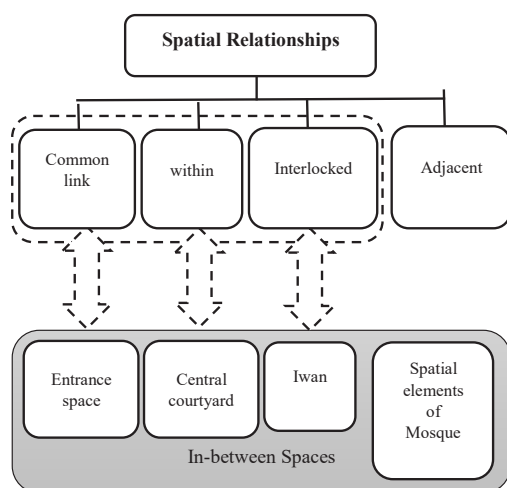 Spatial Relationships
Common
link
within
Interlocked
Adjacent
Entrance
space
Central
courtyard
Iwan
Spatial
elements
of
Mosque
In-between Spaces